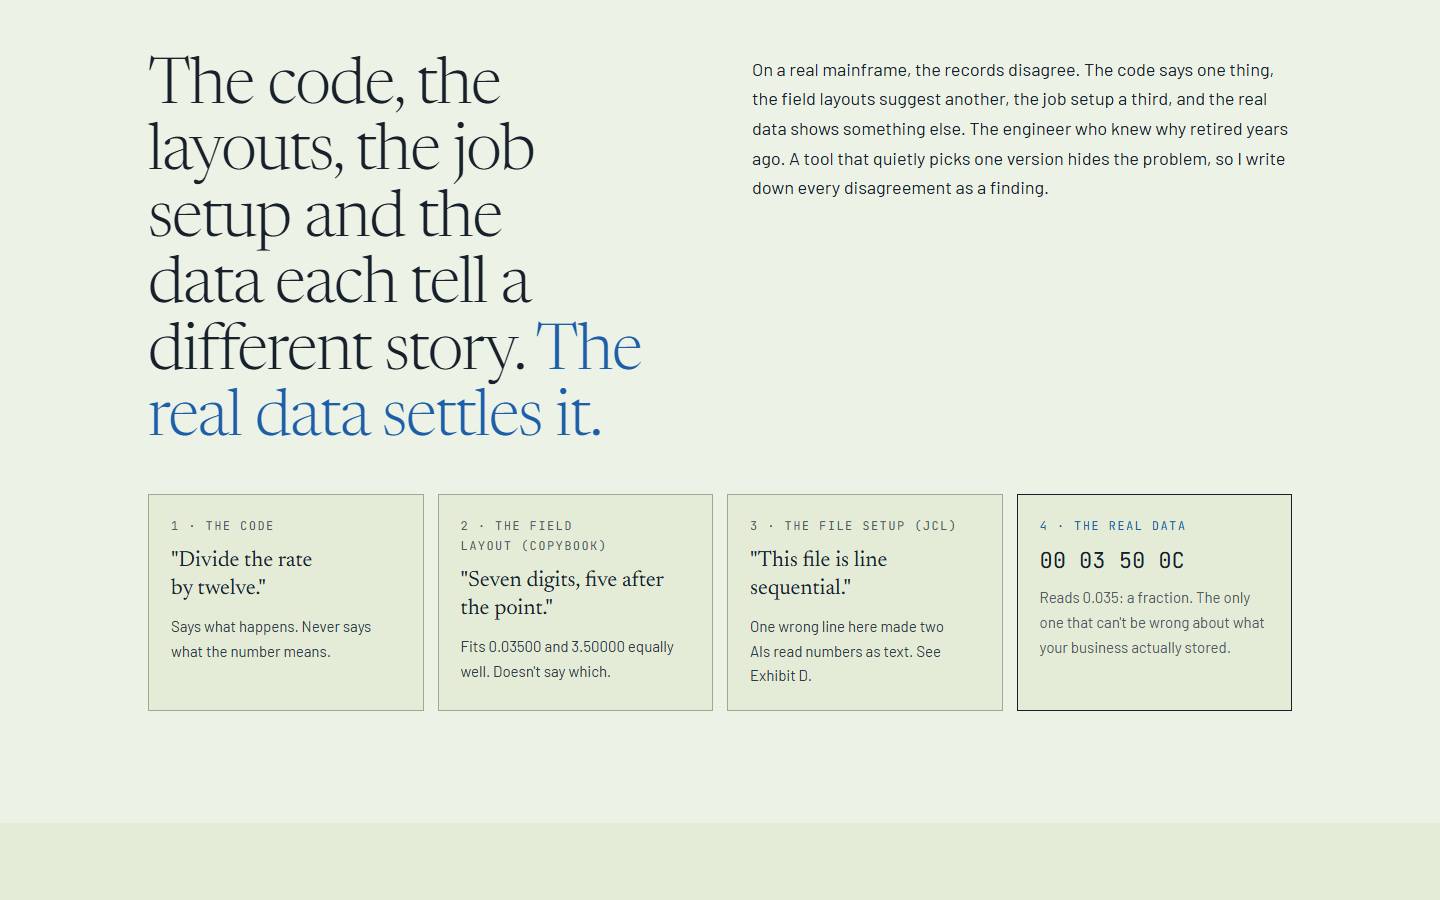 The code, the
layouts, the job
setup and the
data each tell a
different story. The
real data settles it.
On a real mainframe, the records disagree. The code says one thing,
the field layouts suggest another, the job setup a third, and the real
data shows something else. The engineer who knew why retired years
ago. A tool that quietly picks one version hides the problem, so I write
down every disagreement as a finding.
1 · THE CODE
"Divide the rate
by twelve."
Says what happens. Never says
what the number means.
2 · THE FIELD
LAYOUT (COPYBOOK)
"Seven digits, five after
the point."
Fits 0.03500 and 3.50000 equally
well. Doesn't say which.
3 · THE FILE SETUP (JCL)
"This file is line
sequential."
One wrong line here made two
AIs read numbers as text. See
Exhibit D.
4 · THE REAL DATA
00 03 50 0C
Reads 0.035: a fraction. The only
one that can't be wrong about what
your business actually stored.